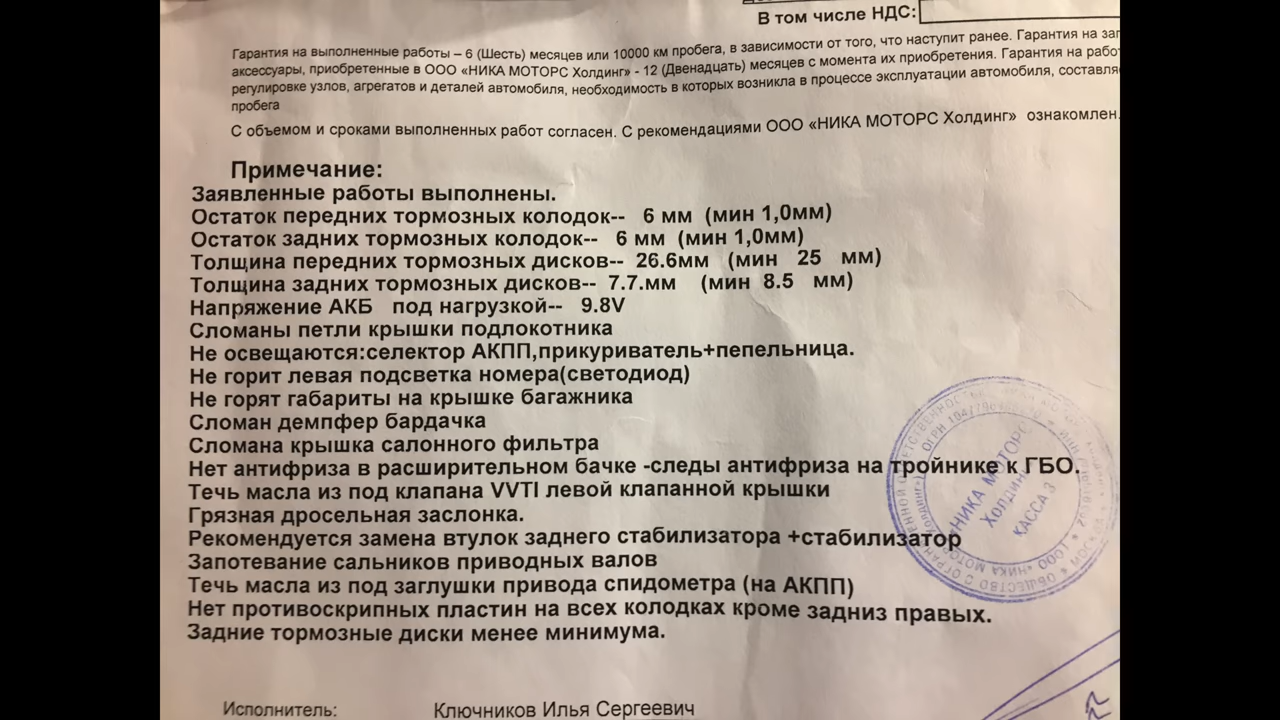 В том числе НДС:
Гарантия на выполненные работы – 6 (Шесть) месяцев или 10000 км пробега, в зависимости от того, что наступит ранее. Гарантия на
аксессуары, приобретенные в ООО «НИКА МОТОРС Холдинг» - 12 (Двенадцать) месяцев с момента их приобретения. Гарантия на
регулировке узлов, агрегатов и деталей автомобиля, необходимость в которых возникла в процессе эксплуатации автомобиля,
пробега
С объемом и сроками выполненных работ согласен. С рекомендациями ООО «НИКА МОТОРС Холдинг» ознакомлен.
Примечание:
Заявленные работы выполнены.
Остаток передних тормозных колодок-- 6 мм (мин 1,0мм)
Остаток задних тормозных колодок-- 6 мм (мин 1,0мм)
Толщина передних тормозных дисков-- 26.6мм (мин 25 мм)
Толщина задних тормозных дисков-- 7.7.мм (мин 8.5 мм)
Напряжение АКБ под нагрузкой-- 9.8V
Сломаны петли крышки подлокотника
Не освещаются:селектор АКПП,прикуриватель+пепельница.
Не горит левая подсветка номера(светодиод)
Не горят габариты на крышке багажника
Сломан демпфер бардачка
Сломана крышка салонного фильтра
Нет антифриза в расширительном бачке -следы антифриза на тройнике к ГБО.
Течь масла из под клапана VVTI левой клапанной крышки
Грязная дросельная заслонка.
Рекомендуется замена втулок заднего стабилизатора +стабилизатор
Запотевание сальников приводных валов
Течь масла из под заглушки привода спидометра (на АКПП)
Нет противоскрипных пластин на всех колодках кроме задниз правых.
Задние тормозные диски менее минимума.
Исполнитель: Ключников Илья Сергеевич
«НИКА МОТОРС
Холдинг»
КАССА 3